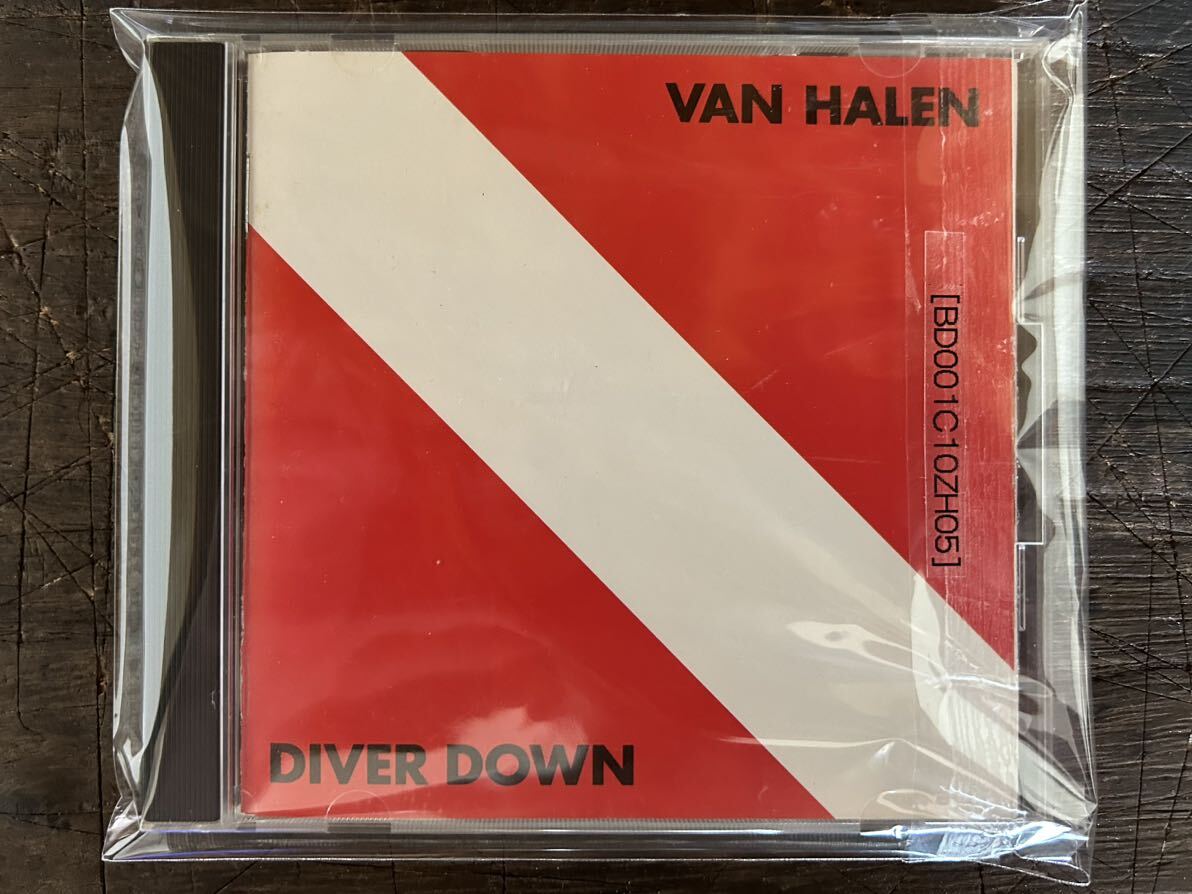 VAN HALEN
[BD001C10ZH05]
DIVER DOWN